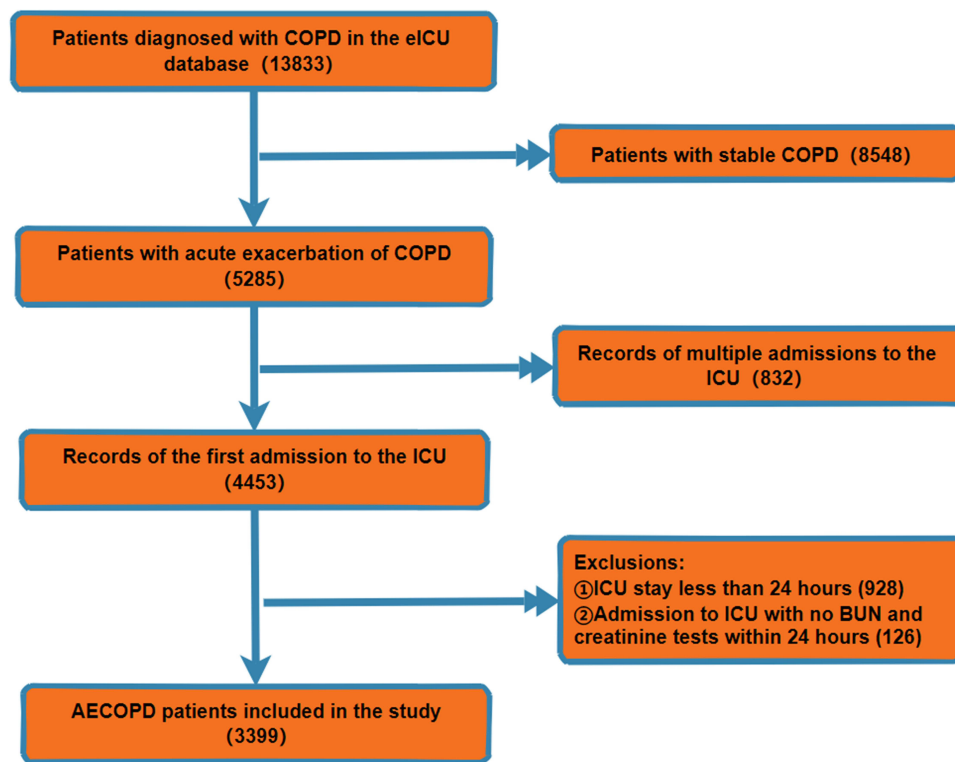 Patients diagnosed with COPD in the eICU
database（13833）
Patients with stable COPD（8548）
Patients with acute exacerbation of COPD
（5285）
Records of multiple admissions to the
ICU（832）
Records of the first admission to the ICU
（4453）
Exclusions:
①ICU stay less than 24 hours (928)
②Admission to ICU with no BUN and
creatinine tests within 24 hours (126)
AECOPD patients included in the study
（3399）